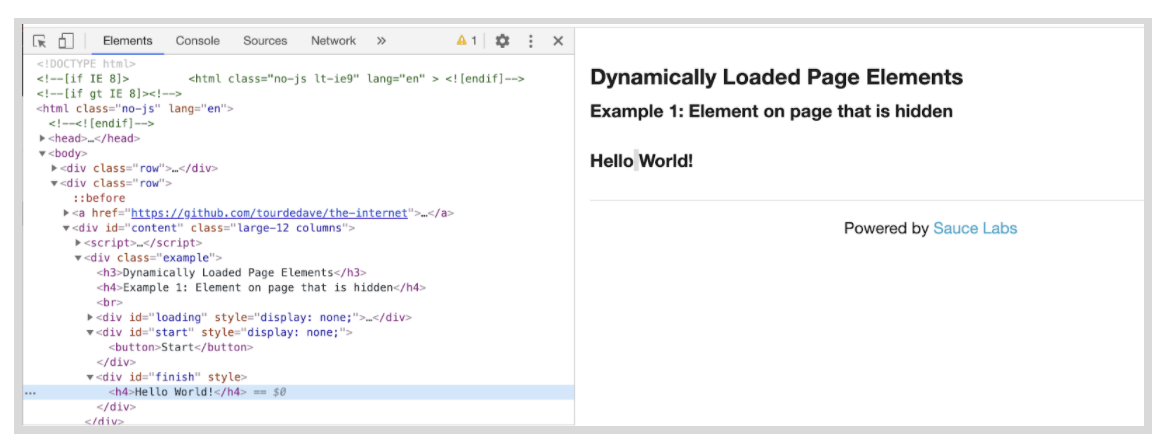 Elements Console Sources Network » 1
<!DOCTYPE html>
<!--[if IE 8]> <html class="no-js lt-ie9" lang="en" > <![endif]-->
<!--[if gt IE 8]><!-->
<html class="no-js" lang="en">
<!--<![endif]-->
<head>…</head>
<body>
<div class="row">…</div>
<div class="row">
::before
<a href="https://github.com/tourdedave/the-internet">…</a>
<div id="content" class="large-12 columns">
<script>…</script>
<div class="example">
<h3>Dynamically Loaded Page Elements</h3>
<h4>Example 1: Element on page that is hidden</h4>
<br>
<div id="loading" style="display: none;">…</div>
<div id="start" style="display: none;">
<button>Start</button>
</div>
<div id="finish" style>
<h4>Hello World!</h4> == $0
</div>
</div>
Dynamically Loaded Page Elements
Example 1: Element on page that is hidden
Hello World!
Powered by Sauce Labs